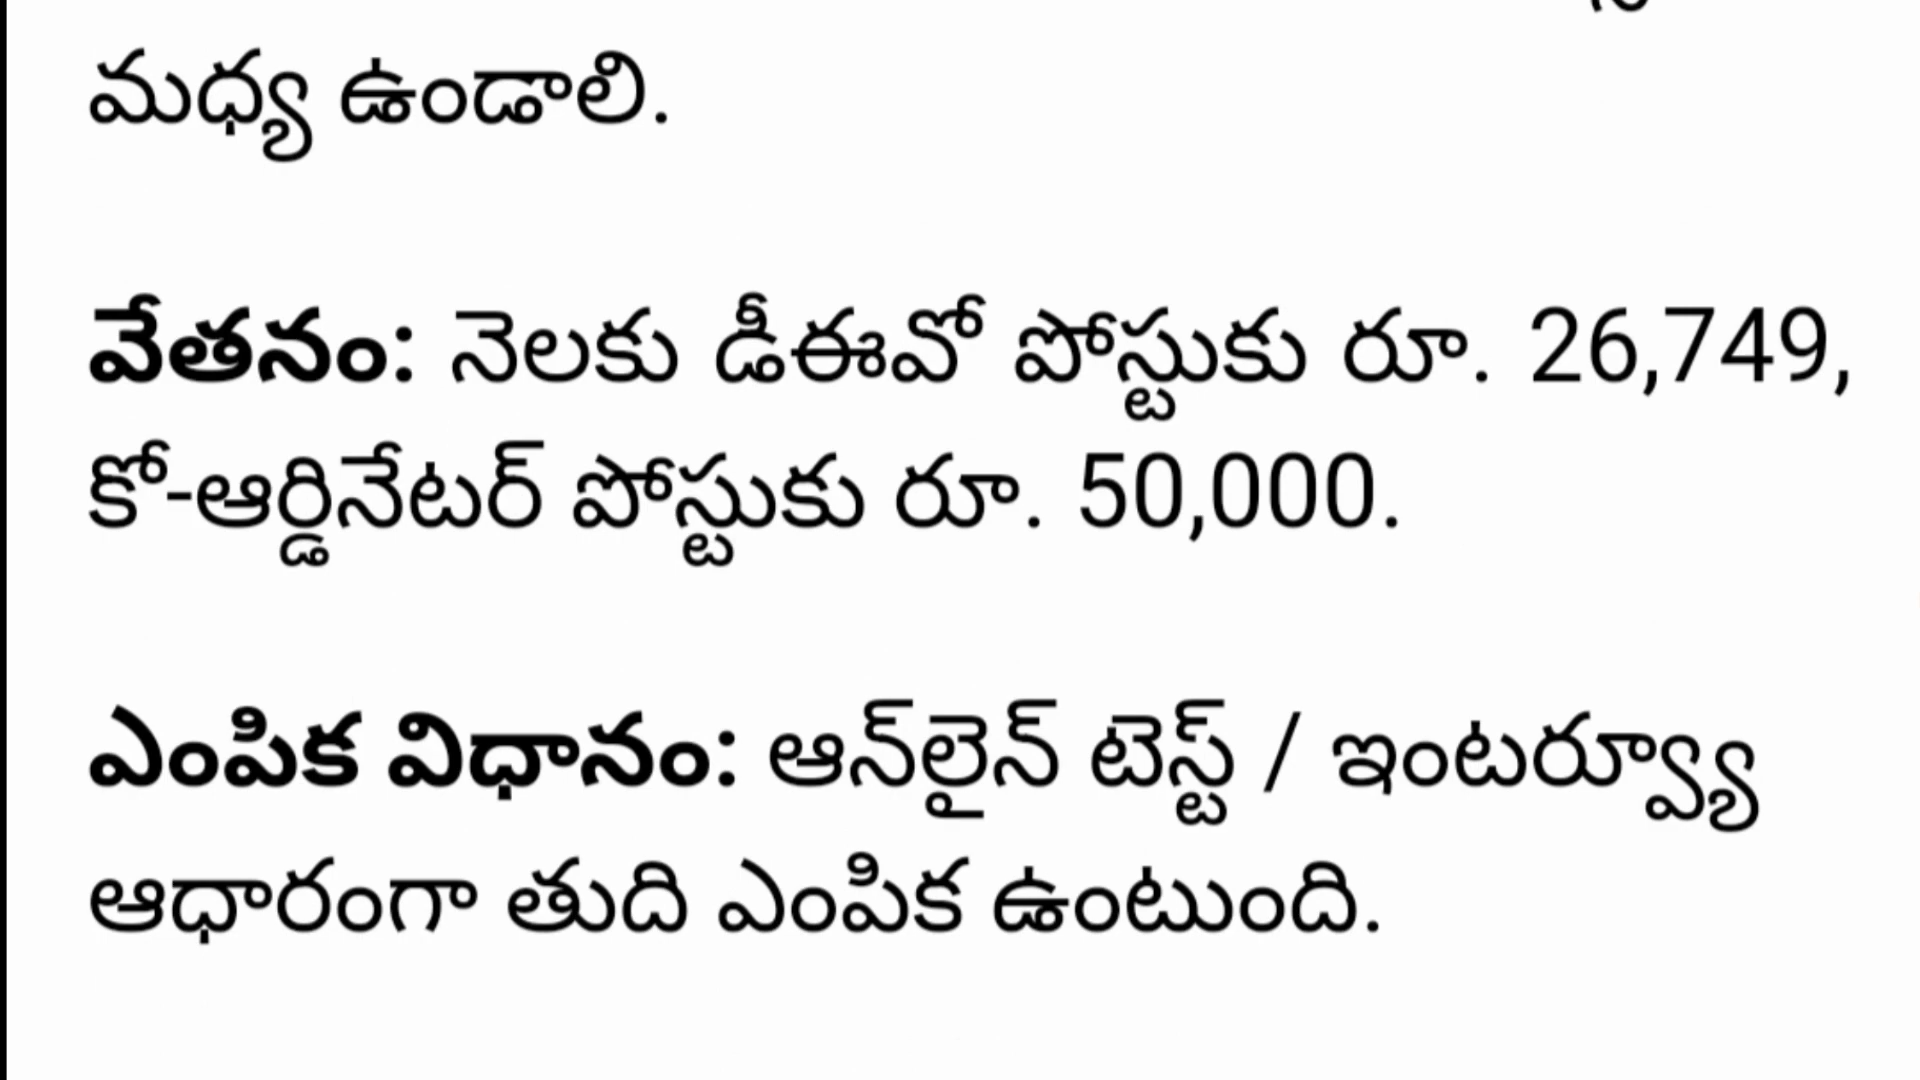 మధ్య ఉండాలి.
వేతనం: నెలకు డీఈవో పోస్టుకు రూ. 26,749,
కో-ఆర్డినేటర్ పోస్టుకు రూ. 50,000.
ఎంపిక విధానం: ఆన్‌లైన్ టెస్ట్ / ఇంటర్వ్యూ
ఆధారంగా తుది ఎంపిక ఉంటుంది.